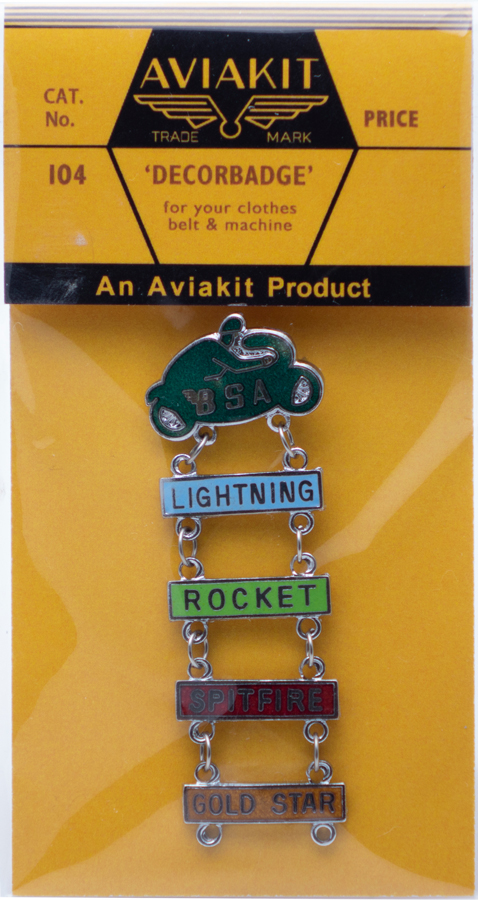 AVIAKIT
TRADE MARK
CAT.
No.
PRICE
104
'DECORBADGE'
for your clothes
belt & machine
An Aviakit Product
BSA
LIGHTNING
ROCKET
SPITFIRE
GOLD STAR